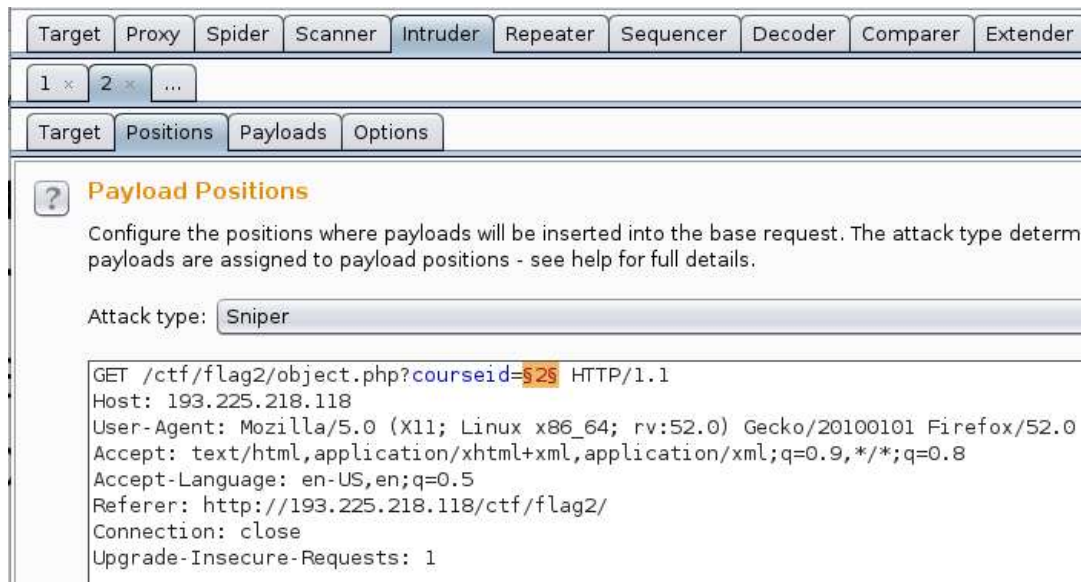 Target Proxy Spider Scanner Intruder Repeater Sequencer Decoder Comparer Extender
1 × 2 × ...
Target Positions Payloads Options
? Payload Positions
Configure the positions where payloads will be inserted into the base request. The attack type determ
payloads are assigned to payload positions - see help for full details.
Attack type: Sniper
GET /ctf/flag2/object.php?courseid=§2§ HTTP/1.1
Host: 193.225.218.118
User-Agent: Mozilla/5.0 (X11; Linux x86_64; rv:52.0) Gecko/20100101 Firefox/52.0
Accept: text/html,application/xhtml+xml,application/xml;q=0.9,*/*;q=0.8
Accept-Language: en-US,en;q=0.5
Referer: http://193.225.218.118/ctf/flag2/
Connection: close
Upgrade-Insecure-Requests: 1